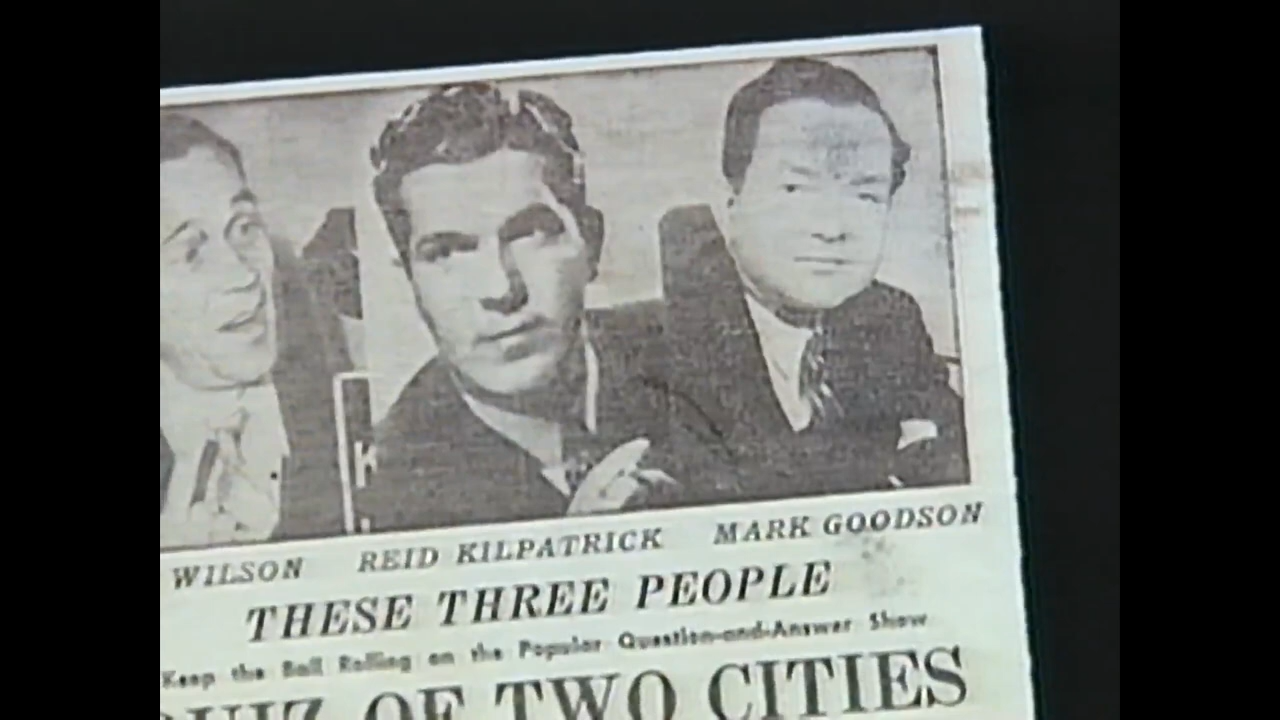 WILSON REID KILPATRICK MARK GOODSON
THESE THREE PEOPLE
Keep the Ball Rolling on the Popular Question-and-Answer Show
QUIZ OF TWO CITIES